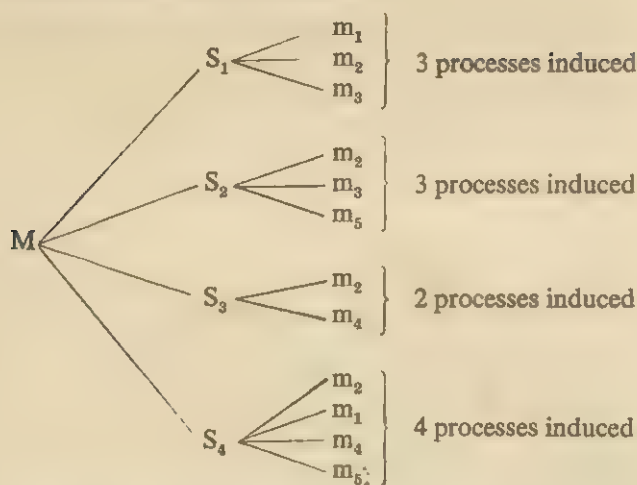 m₁
S₁ m₂ 3 processes induced
m₃
m₂
S₂ m₃ 3 processes induced
m₅
M
m₂
S₃ 2 processes induced
m₄
m₂
m₁
S₄ 4 processes induced
m₄
m₅